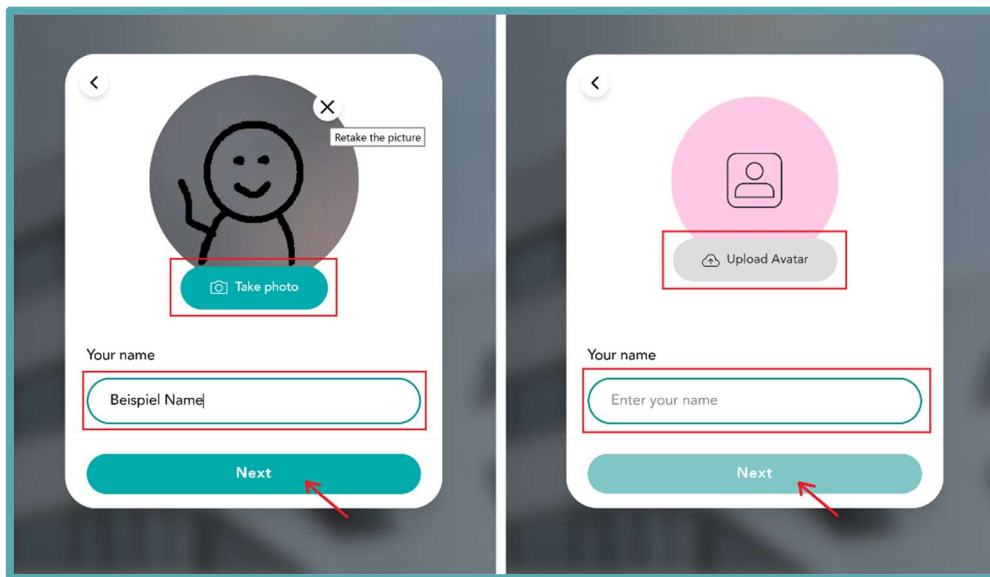 Retake the picture
Take photo
Your name
Beispiel Name
Next
Upload Avatar
Your name
Enter your name
Next